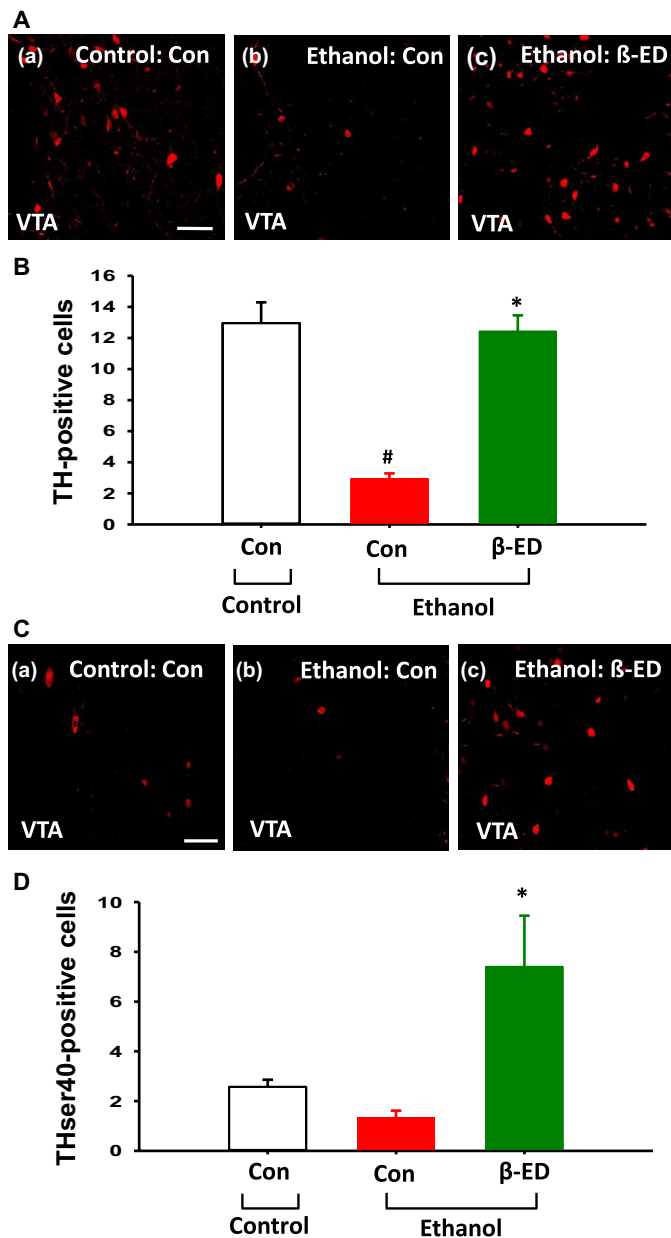 A
(a) Control: Con
VTA
(b) Ethanol: Con
VTA
(c) Ethanol: ß-ED
VTA
B
TH-positive cells
16
14
12
10
8
6
4
2
0
#
*
Con Con β-ED
Control Ethanol
C
(a) Control: Con
VTA
(b) Ethanol: Con
VTA
(c) Ethanol: ß-ED
VTA
D
THser40-positive cells
10
8
6
4
2
0
*
Con Con β-ED
Control Ethanol